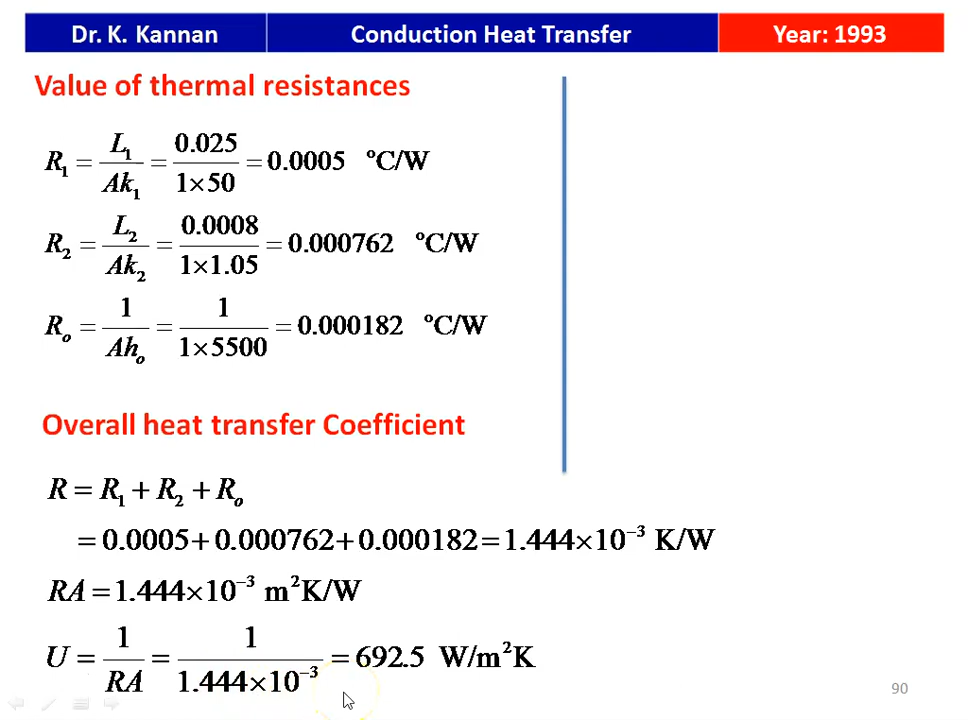 Dr. K. Kannan
Conduction Heat Transfer
Year: 1993
Value of thermal resistances
R₁ = L₁/Ak₁ = 0.025/1×50 = 0.0005 °C/W
R₂ = L₂/Ak₂ = 0.0008/1×1.05 = 0.000762 °C/W
Rₒ = 1/Ahₒ = 1/1×5500 = 0.000182 °C/W
Overall heat transfer Coefficient
R = R₁ + R₂ + Rₒ
= 0.0005+0.000762+0.000182 = 1.444×10⁻³ K/W
RA = 1.444×10⁻³ m²K/W
U = 1/RA = 1/1.444×10⁻³ = 692.5 W/m²K
90